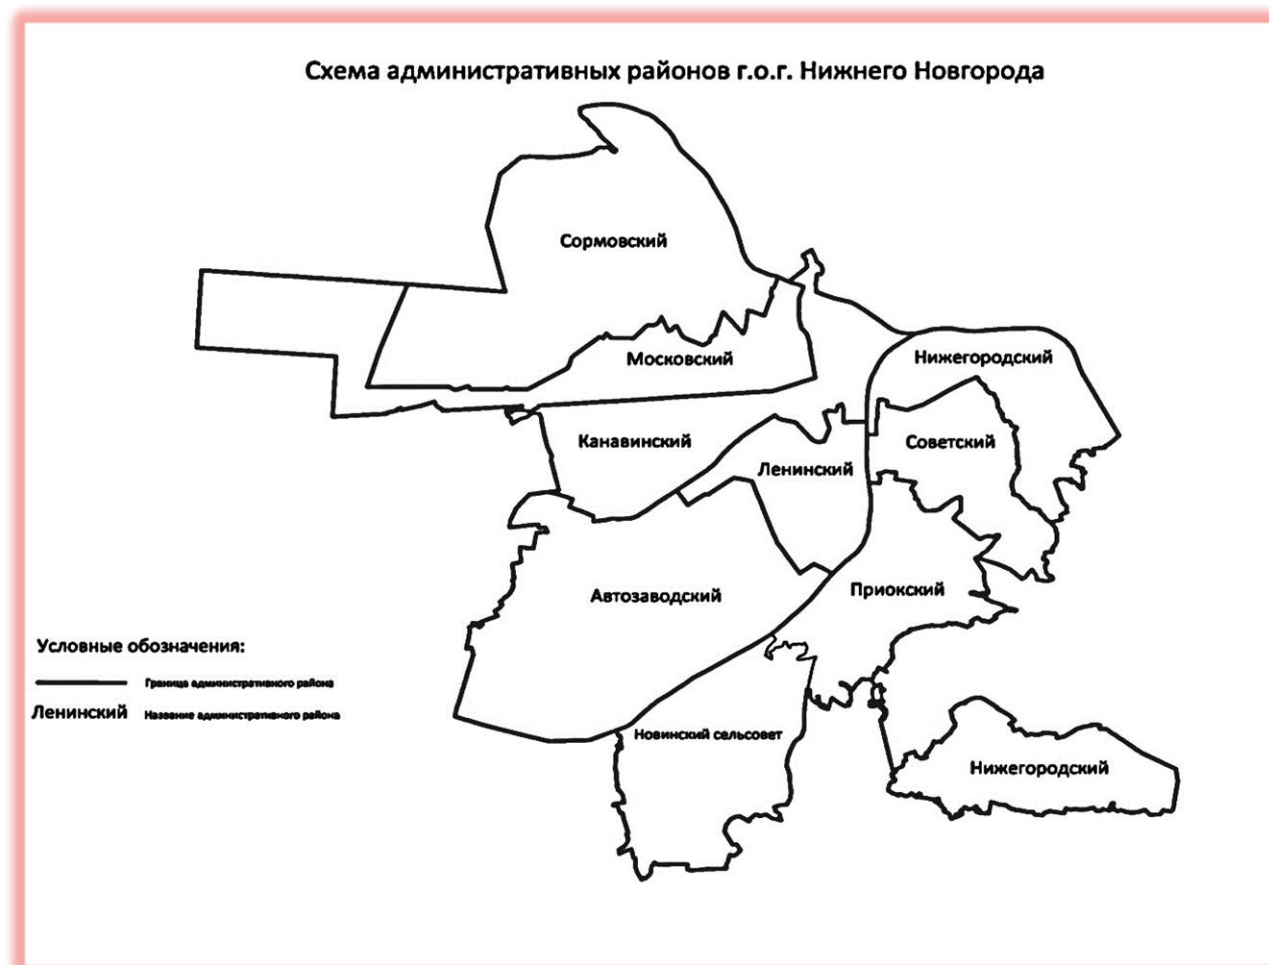 Схема административных районов г.о.г. Нижнего Новгорода
Сормовский
Московский
Нижегородский
Канавинский
Советский
Ленинский
Автозаводский
Приокский
Условные обозначения:
Граница административного района
Ленинский Название административного района
Новинский сельсовет
Нижегородский